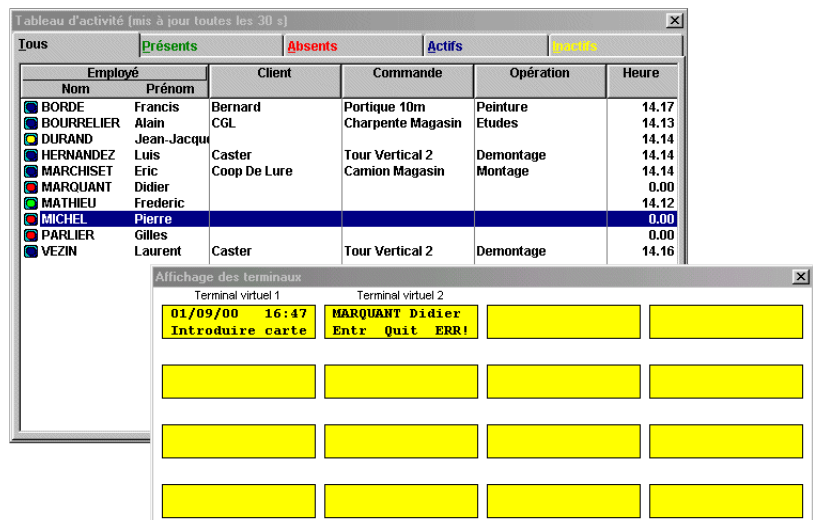 Tableau d'activité (mis à jour toutes les 30 s)
Tous Présents Absents Actifs Inactifs
Employé Client Commande Opération Heure
Nom Prénom
BORDE Francis Bernard Portique 10m Peinture 14.17
BOURRELIER Alain CGL Charpente Magasin Etudes 14.13
DURAND Jean-Jacqu 14.14
HERNANDEZ Luis Caster Tour Vertical 2 Demontage 14.14
MARCHISET Eric Coop De Lure Camion Magasin Montage 14.14
MARQUANT Didier 0.00
MATHIEU Frederic 14.12
MICHEL Pierre 0.00
PARLIER Gilles 0.00
VEZIN Laurent Caster Tour Vertical 2 Demontage 14.16
Affichage des terminaux
Terminal virtuel 1 Terminal virtuel 2
01/09/00 16:47 MARQUANT Didier
Introduire carte Entr Quit ERR!